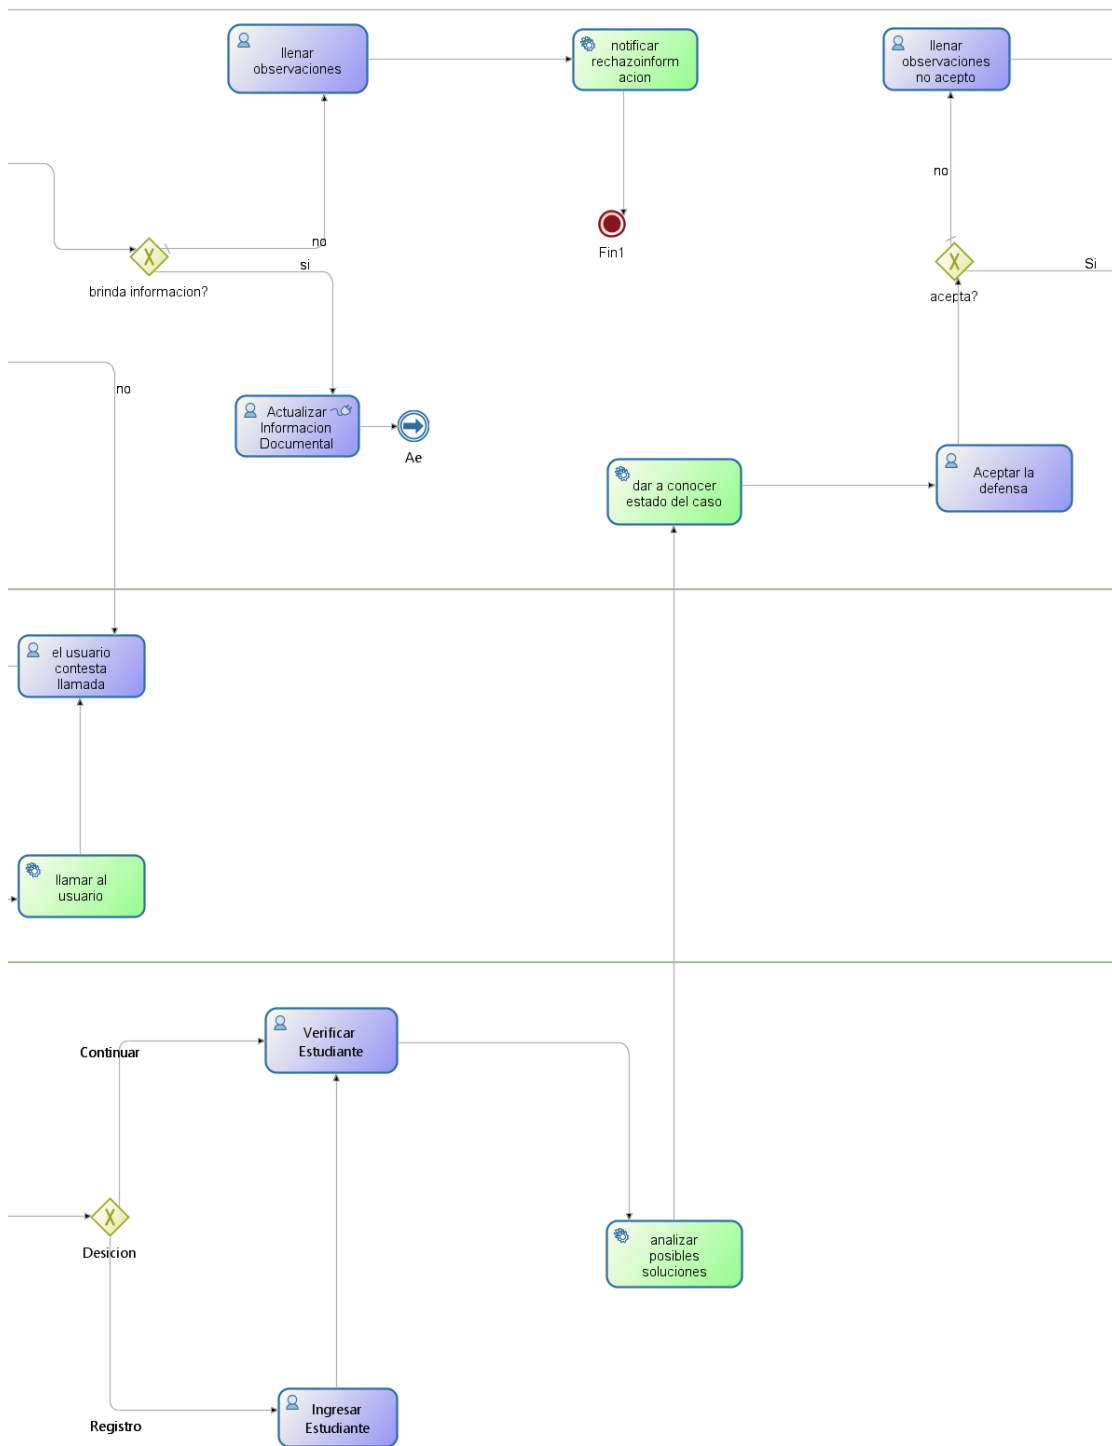 llenar
observaciones
notificar
rechazoinform
acion
llenar
observaciones
no acepto
no
no
si
Fin1
brinda informacion?
Si
acepta?
no
Actualizar
Informacion
Documental
Ae
dar a conocer
estado del caso
Aceptar la
defensa
el usuario
contesta
llamada
llamar al
usuario
Verificar
Estudiante
Continuar
Desicion
analizar
posibles
soluciones
Registro
Ingresar
Estudiante